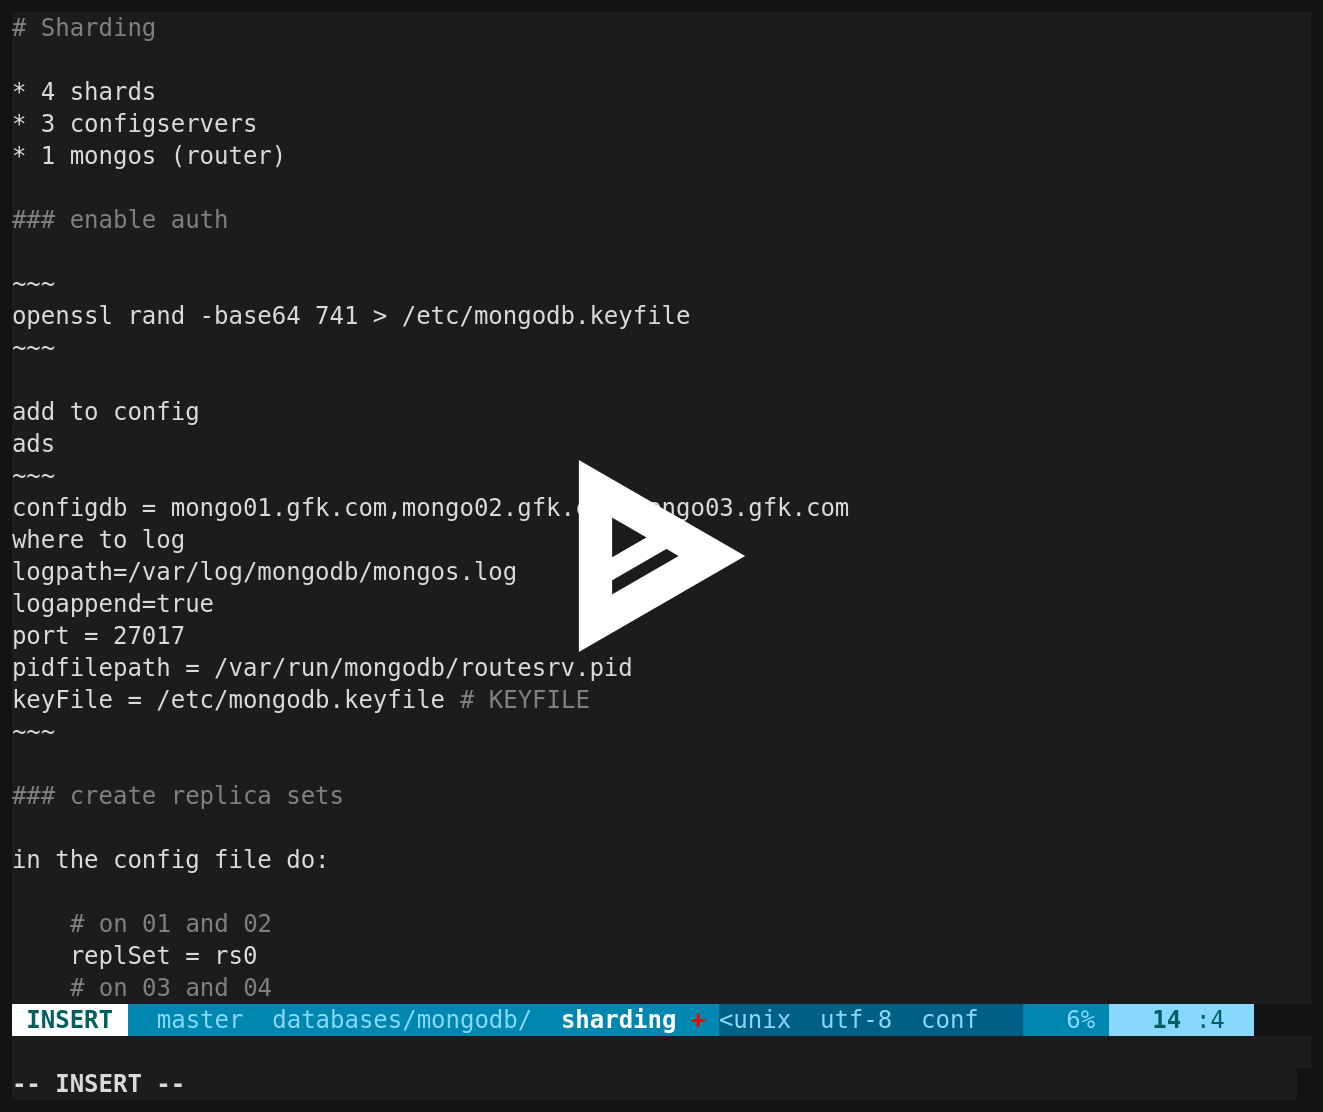 # Sharding
* 4 shards
* 3 configservers
* 1 mongos (router)
### enable auth
~~~
openssl rand -base64 741 > /etc/mongodb.keyfile
~~~
add to config
ads
~~~
configdb = mongo01.gfk.com,mongo02.gfk. ngo03.gfk.com
where to log
logpath=/var/log/mongodb/mongos.log
logappend=true
port = 27017
pidfilepath = /var/run/mongodb/routesrv.pid
keyFile = /etc/mongodb.keyfile # KEYFILE
~~~
### create replica sets
in the config file do:
# on 01 and 02
replSet = rs0
# on 03 and 04
INSERT master databases/mongodb/ sharding + <unix utf-8 conf 6% 14 :4
-- INSERT --